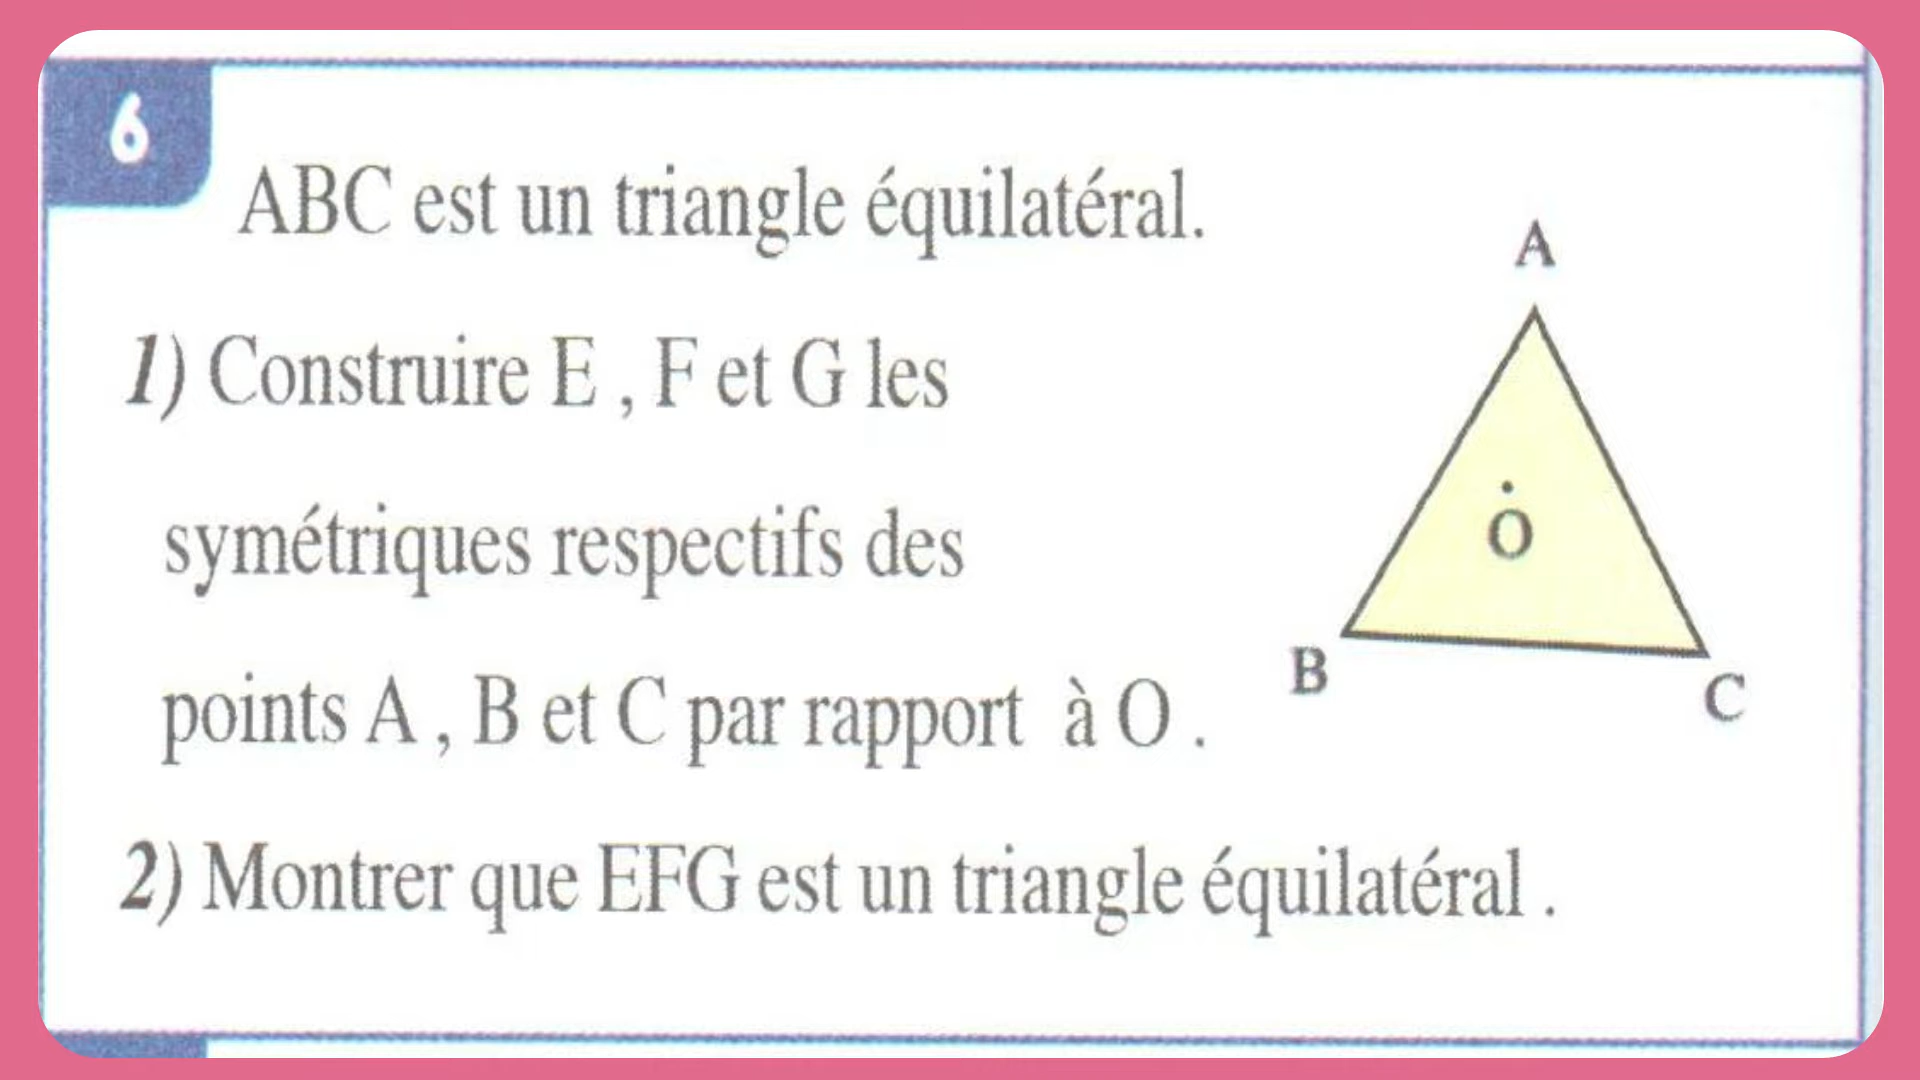 6
ABC est un triangle équilatéral.
1) Construire E , F et G les
symétriques respectifs des
points A , B et C par rapport à O .
2) Montrer que EFG est un triangle équilatéral .
A
O
B
C